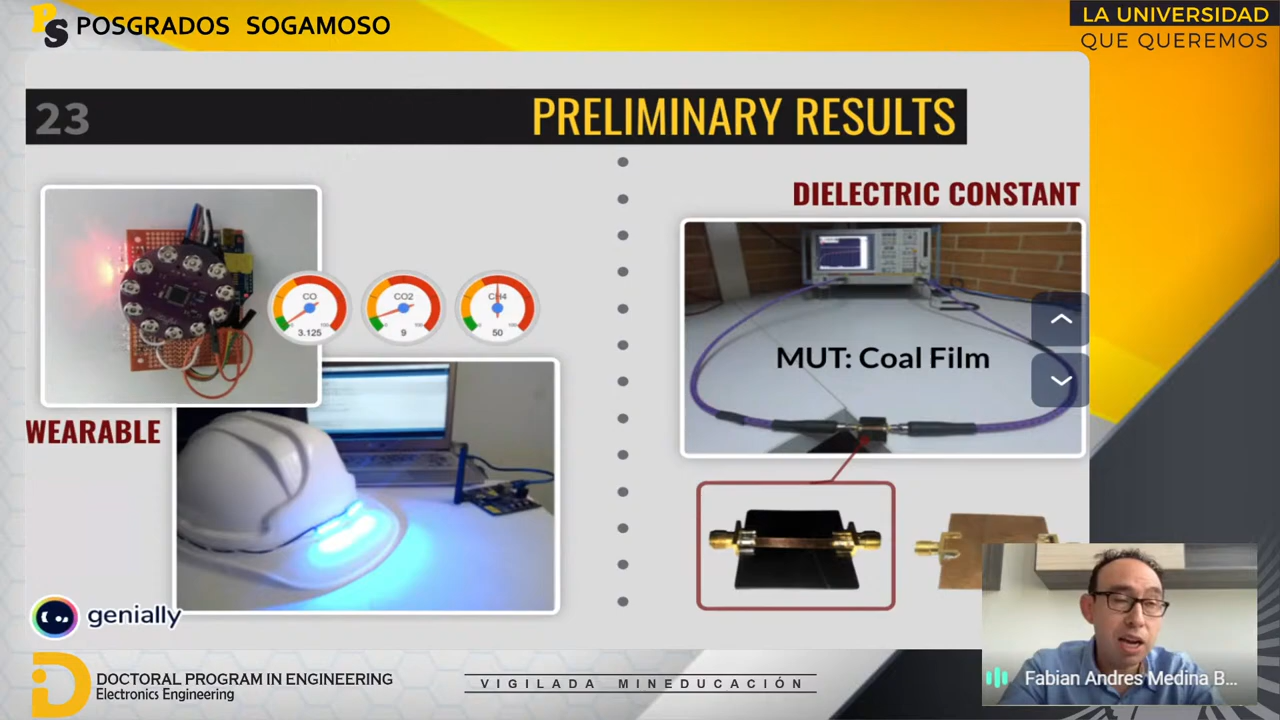 PS POSGRADOS SOGAMOSO
LA UNIVERSIDAD
QUE QUEREMOS
23
PRELIMINARY RESULTS
DIELECTRIC CONSTANT
CO
3.125
CO2
9
CH4
50
MUT: Coal Film
WEARABLE
genially
DOCTORAL PROGRAM IN ENGINEERING
Electronics Engineering
VIGILADA MINEDUCACIÓN
Fabian Andres Medina B...